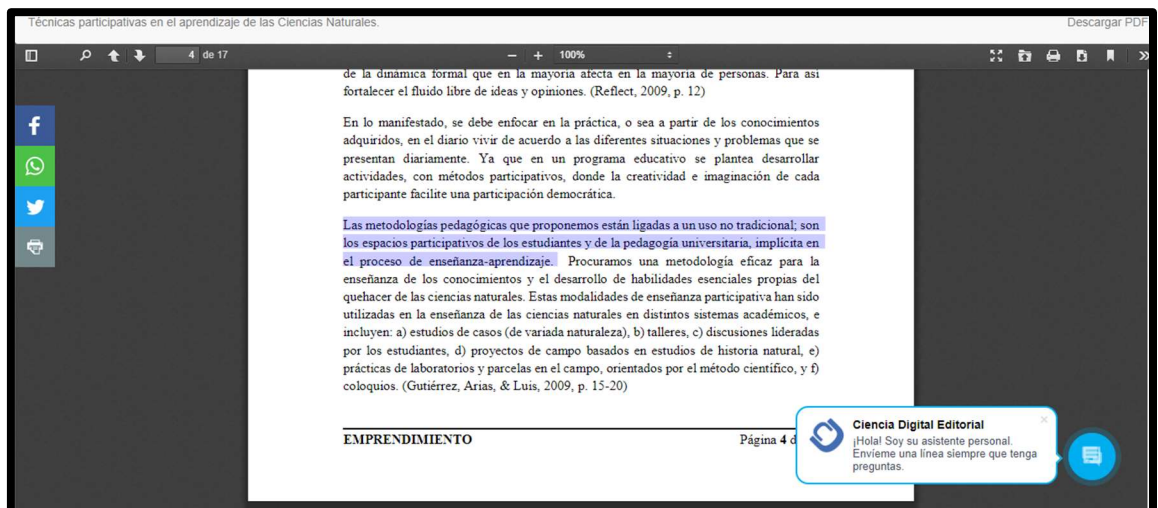 Técnicas participativas en el aprendizaje de las Ciencias Naturales.
Descargar PDF
4 de 17
100%
de la dinámica formal que en la mayoría afecta en la mayoría de personas. Para así
fortalecer el fluido libre de ideas y opiniones. (Reflect, 2009, p. 12)
En lo manifestado, se debe enfocar en la práctica, o sea a partir de los conocimientos
adquiridos, en el diario vivir de acuerdo a las diferentes situaciones y problemas que se
presentan diariamente. Ya que en un programa educativo se plantea desarrollar
actividades, con métodos participativos, donde la creatividad e imaginación de cada
participante facilite una participación democrática.
Las metodologías pedagógicas que proponemos están ligadas a un uso no tradicional; son
los espacios participativos de los estudiantes y de la pedagogía universitaria, implícita en
el proceso de enseñanza-aprendizaje. Procuramos una metodología eficaz para la
enseñanza de los conocimientos y el desarrollo de habilidades esenciales propias del
quehacer de las ciencias naturales. Estas modalidades de enseñanza participativa han sido
utilizadas en la enseñanza de las ciencias naturales en distintos sistemas académicos, e
incluyen: a) estudios de casos (de variada naturaleza), b) talleres, c) discusiones lideradas
por los estudiantes, d) proyectos de campo basados en estudios de historia natural, e)
prácticas de laboratorios y parcelas en el campo, orientados por el método científico, y f)
coloquios. (Gutiérrez, Arias, & Luis, 2009, p. 15-20)
EMPRENDIMIENTO
Página 4 d
Ciencia Digital Editorial
¡Hola! Soy su asistente personal.
Envíeme una línea siempre que tenga
preguntas.